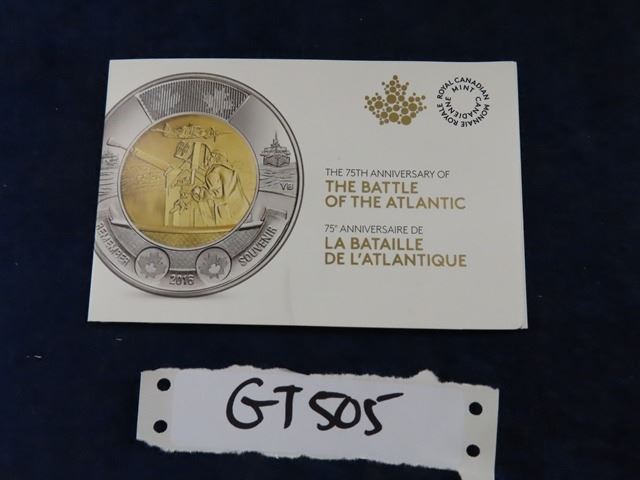 REMEMBER
SOUVENIR
2016
VB
ROYAL CANADIAN MINT
MONNAIE ROYALE CANADIENNE
THE 75TH ANNIVERSARY OF
THE BATTLE
OF THE ATLANTIC
75e ANNIVERSAIRE DE
LA BATAILLE
DE L'ATLANTIQUE
GT505